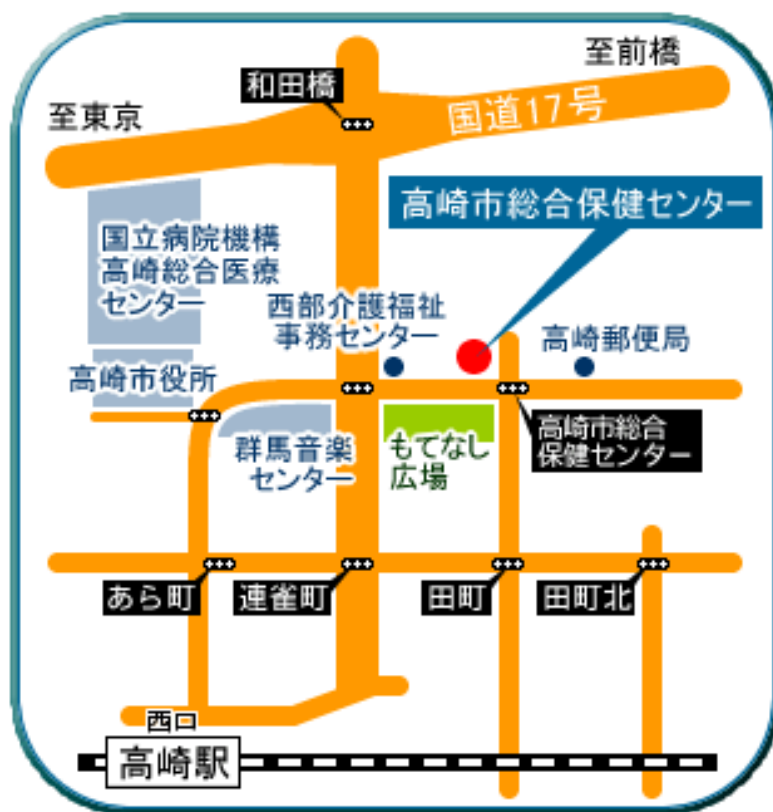 至前橋
和田橋
至東京
国道17号
高崎市総合保健センター
国立病院機構
高崎総合医療
センター
西部介護福祉
事務センター
高崎郵便局
高崎市役所
高崎市総合
保健センター
群馬音楽
センター
もてなし
広場
あら町
連雀町
田町
田町北
西口
高崎駅